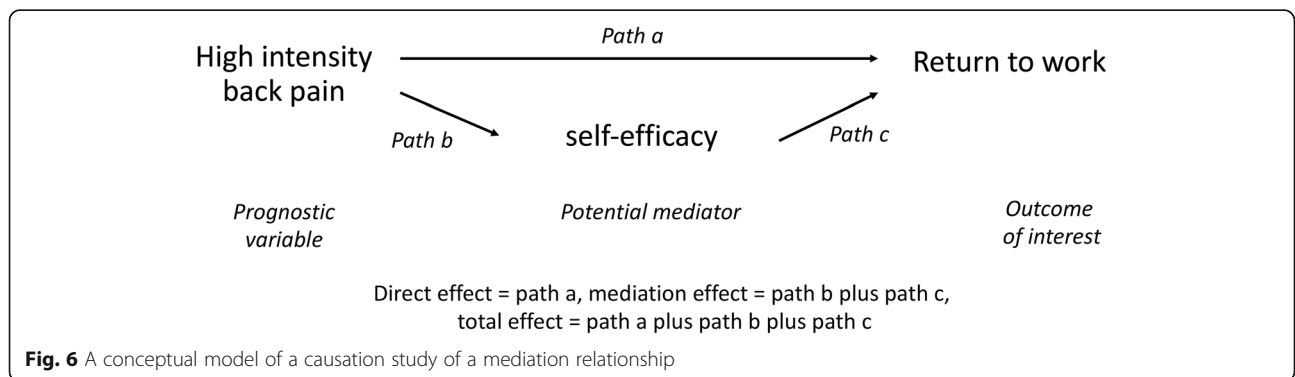 Path a
High intensity
back pain
Return to work
Path b
self-efficacy
Path c
Prognostic
variable
Potential mediator
Outcome
of interest
Direct effect = path a, mediation effect = path b plus path c,
total effect = path a plus path b plus path c
Fig. 6 A conceptual model of a causation study of a mediation relationship